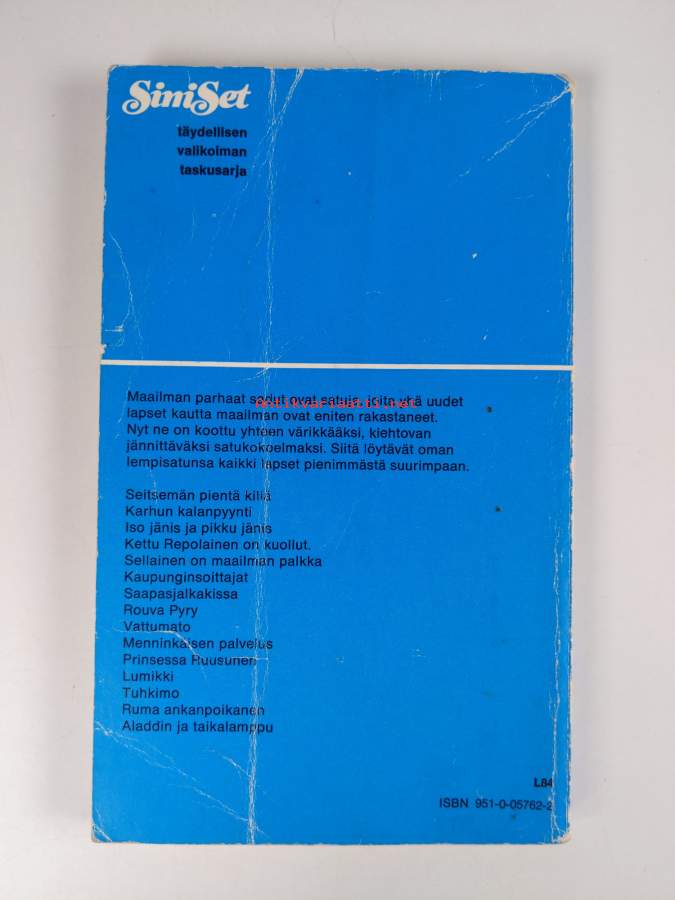 SiniSet
täydellisen
valikoiman
taskusarja
Maailman parhaat sadut ovat satuja, joita yhä uudet
antikvariaatti.net
lapset kautta maailman ovat eniten rakastaneet.
Nyt ne on koottu yhteen värikkääksi, kiehtovan
jännittäväksi satukokoelmaksi. Siitä löytävät oman
lempisatunsa kaikki lapset pienimmästä suurimpaan.
Seitsemän pientä kiliä
Karhun kalanpyynti
Iso jänis ja pikku jänis
Kettu Repolainen on kuollut.
Sellainen on maailman palkka
Kaupunginsoittajat
Saapasjalkakissa
Rouva Pyry
Vattumato
Menninkäisen palvelus
Prinsessa Ruusunen
Lumikki
Tuhkimo
Ruma ankanpoikanen
Aladdin ja taikalamppu
L84
ISBN 951-0-05762-2